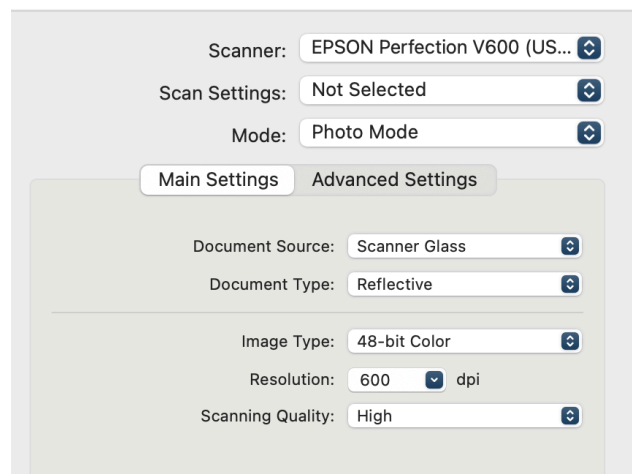 Scanner: EPSON Perfection V600 (US...
Scan Settings: Not Selected
Mode: Photo Mode
Main Settings Advanced Settings
Document Source: Scanner Glass
Document Type: Reflective
Image Type: 48-bit Color
Resolution: 600 dpi
Scanning Quality: High